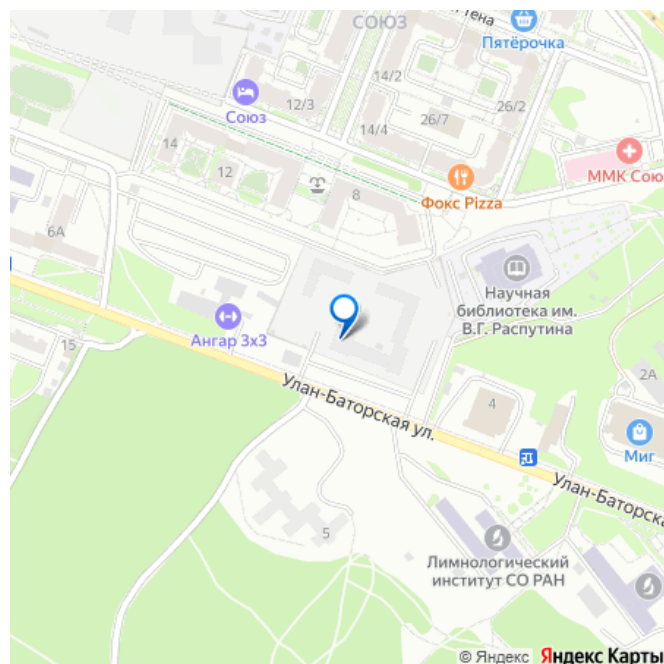 СОЮЗ
Пятёрочка
14/2
12/3
Союз
26/2
26/7
14/4
14
12
8
ММК Сою
Фокс Pizza
6А
Научная
библиотека им.
В.Г. Распутина
Ангар 3х3
15
2А
Улан-Баторская ул.
4
Миг
Улан-Баторска
5
Лимнологический
институт СО РАН
© Яндекс Яндекс Карты